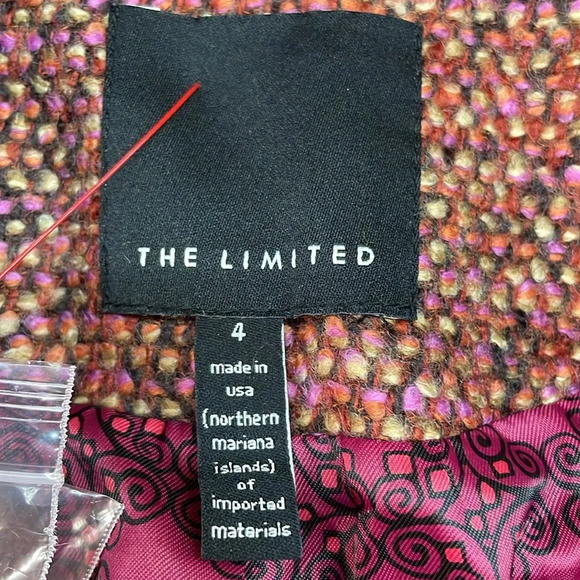 THE LIMITED
4
made in
usa
(northern
mariana
islands)
of
imported
materials